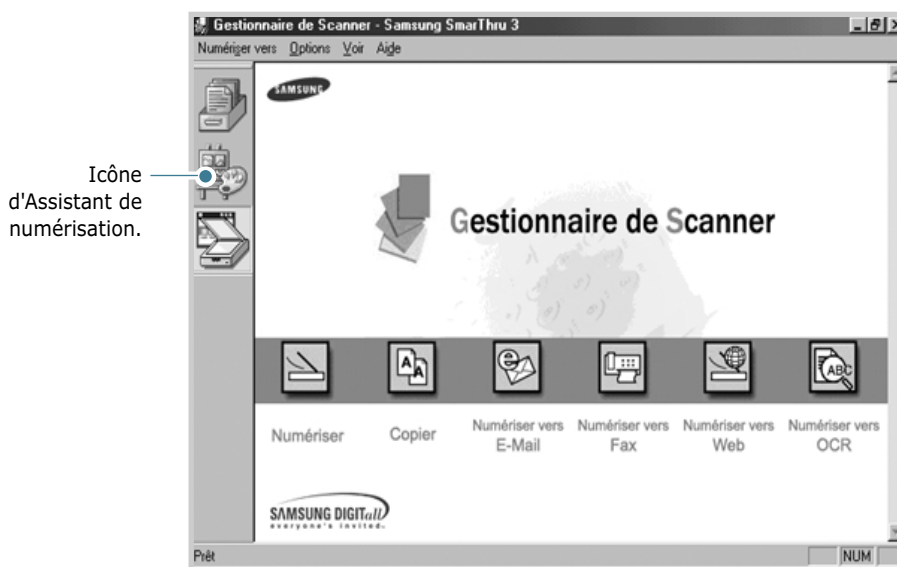 Gestionnaire de Scanner - Samsung SmarThru 3
Numériser vers Options Voir Aide
SAMSUNG
Icône
d'Assistant de
numérisation.
Gestionnaire de Scanner
A A
e
ABC
Numériser
Copier
Numériser vers
E-Mail
Numériser vers
Fax
Numériser vers
Web
Numériser vers
OCR
SAMSUNG DIGITall
everyone's invited™
Prêt
NUM